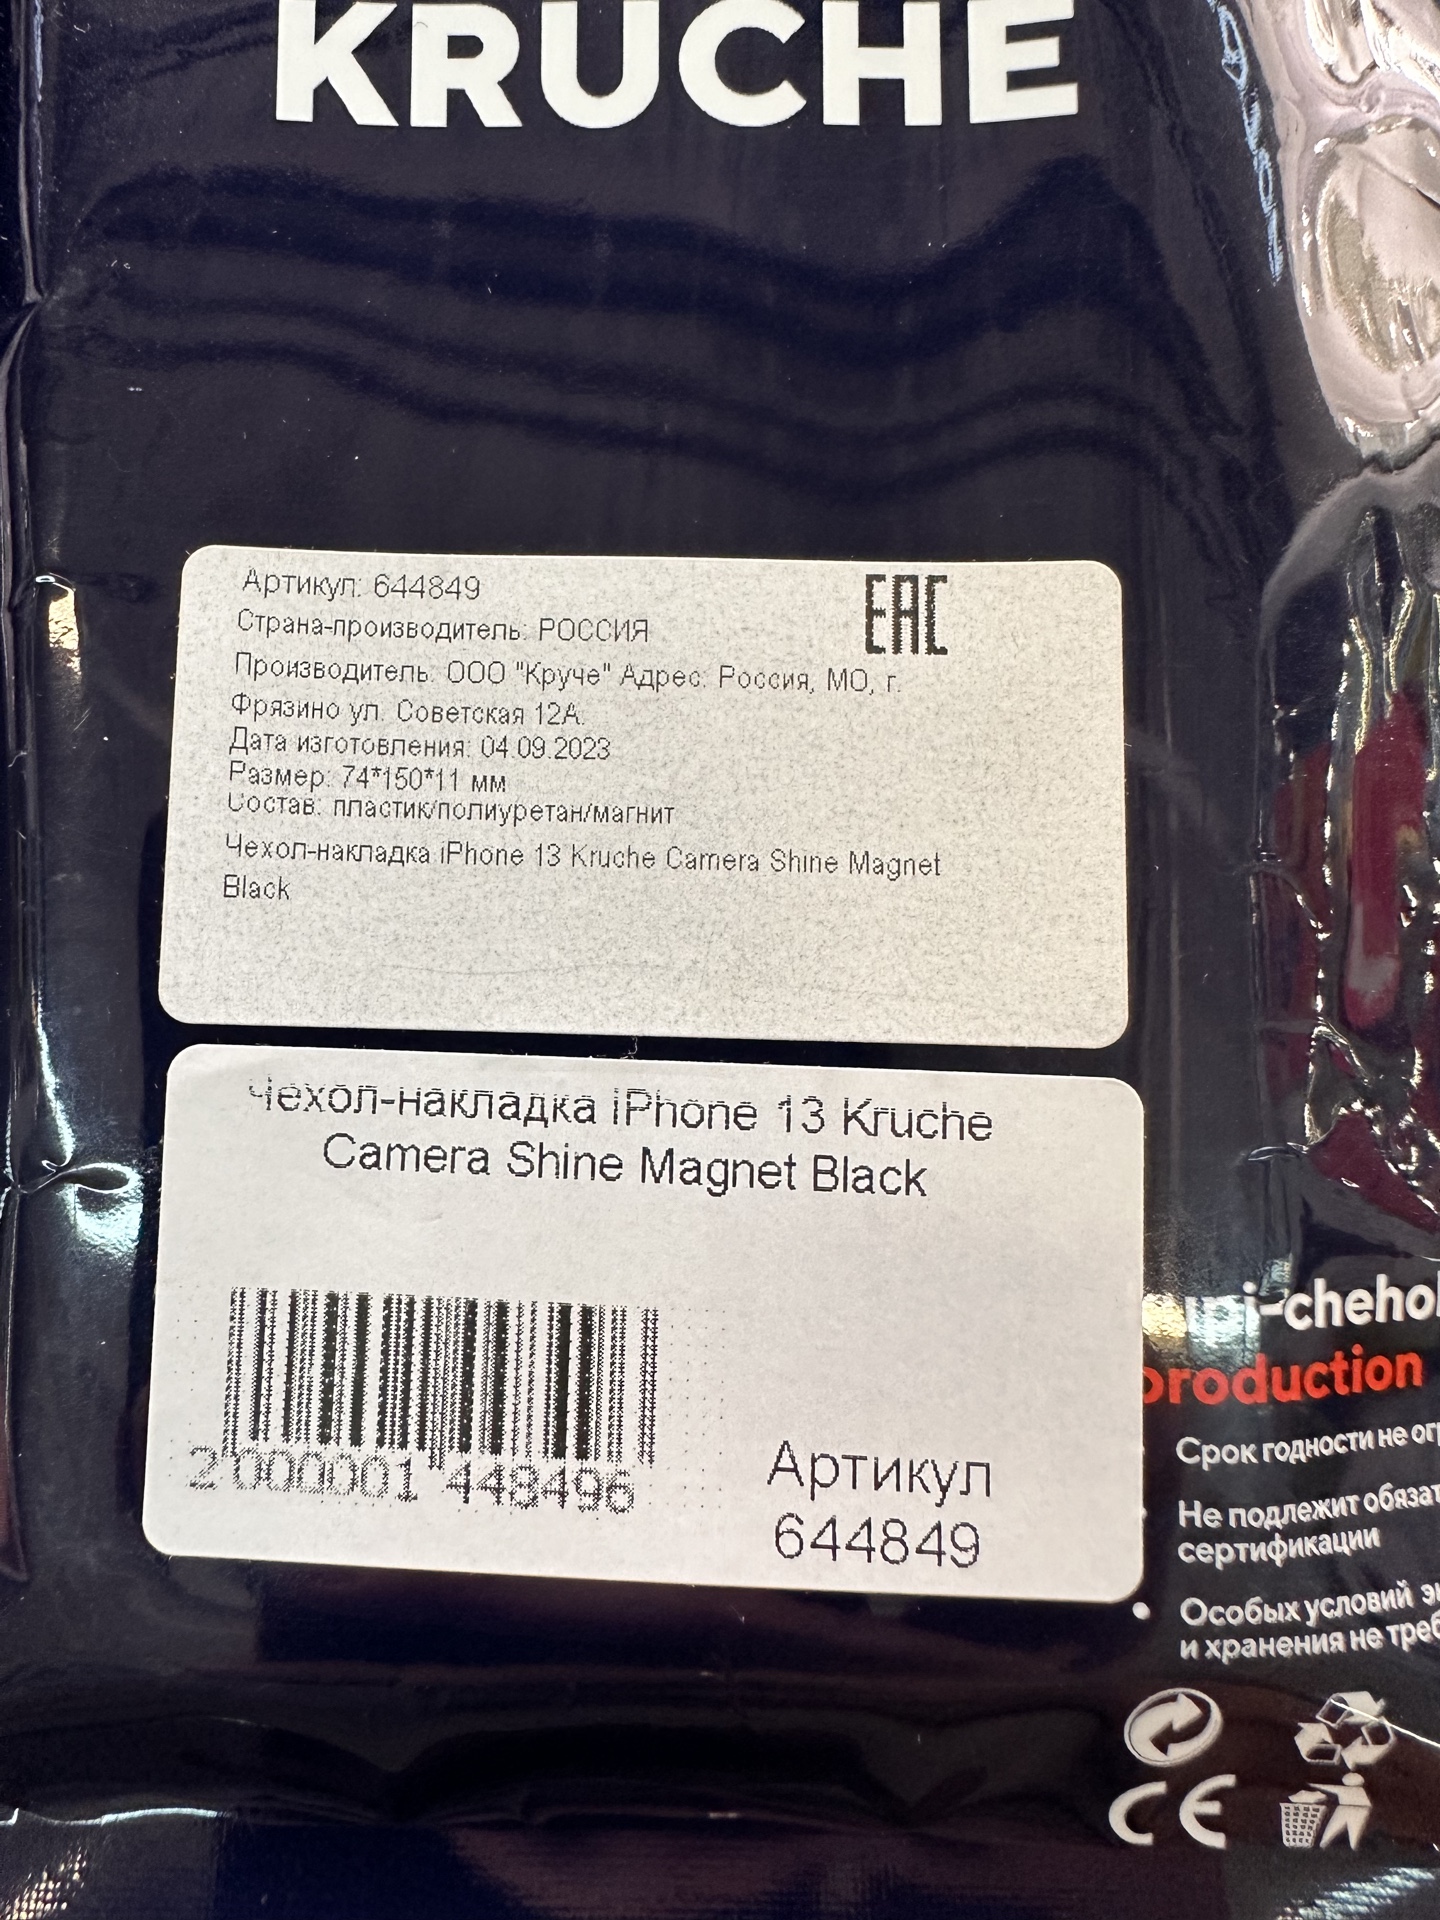 KRUCHE
Артикул: 644849
EAC
Страна-производитель: РОССИЯ
Производитель: ООО "Круче" Адрес: Россия, МО, г.
Фрязино ул. Советская 12А.
Дата изготовления: 04.09.2023
Размер: 74*150*11 мм
Состав: пластик/полиуретан/магнит
Чехол-накладка iPhone 13 Kruche Camera Shine Magnet
Black
Чехол-накладка iPhone 13 Kruche
Camera Shine Magnet Black
2 000001 448496
Артикул
644849
i-chehol
production
Срок годности не огр
Не подлежит обязат
сертификации
• Особых условий э
и хранения не треб
CE